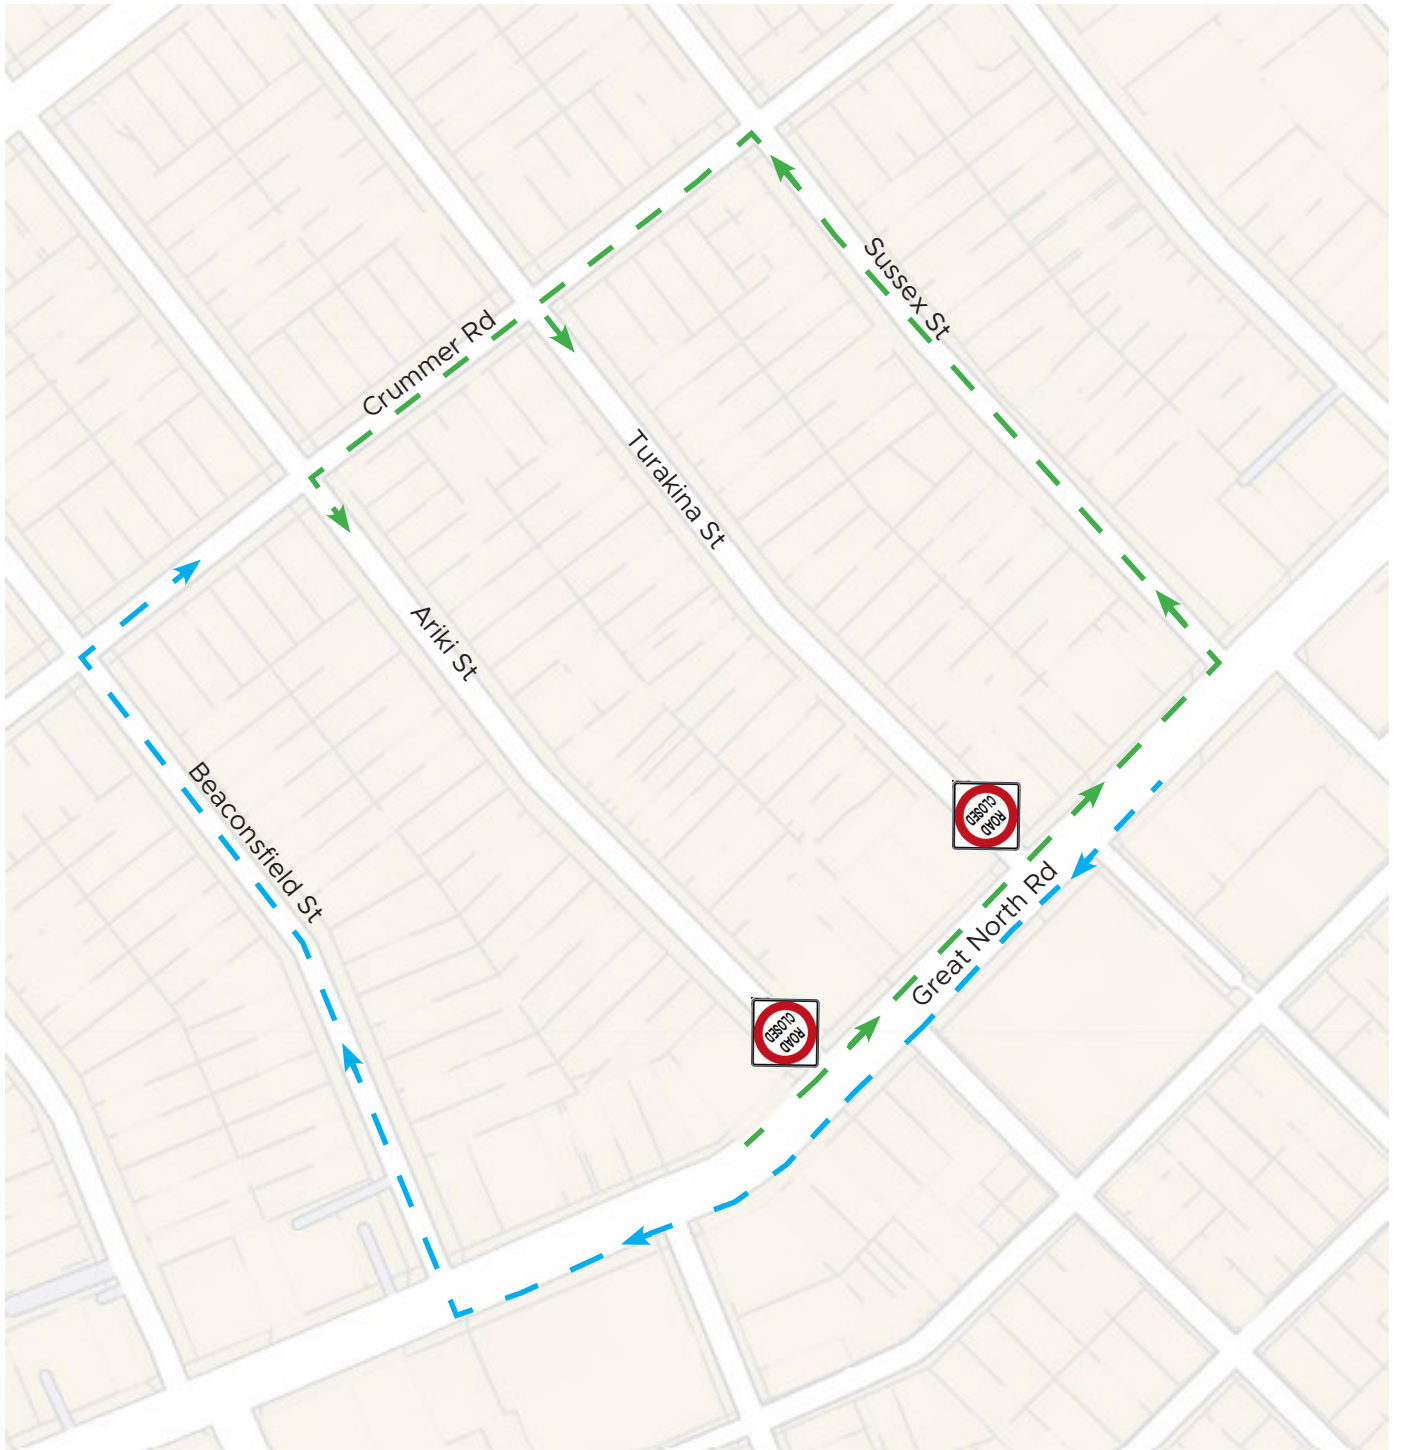 Sussex St
Crummer Rd
Turakina St
Ariki St
Beaconsfield St
ROAD
CLOSED
Great North Rd
ROAD
CLOSED